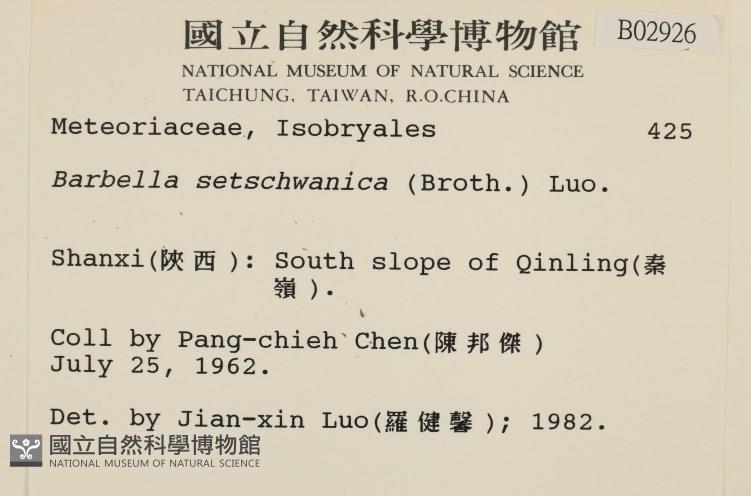 國立自然科學博物館
B02926
NATIONAL MUSEUM OF NATURAL SCIENCE
TAICHUNG, TAIWAN, R.O.CHINA
Meteoriaceae, Isobryales 425
Barbella setschwanica (Broth.) Luo.
Shanxi(陝西): South slope of Qinling(秦
嶺).
Coll by Pang-chieh Chen(陳邦傑)
July 25, 1962.
Det. by Jian-xin Luo(羅健馨); 1982.
國立自然科學博物館
NATIONAL MUSEUM OF NATURAL SCIENCE